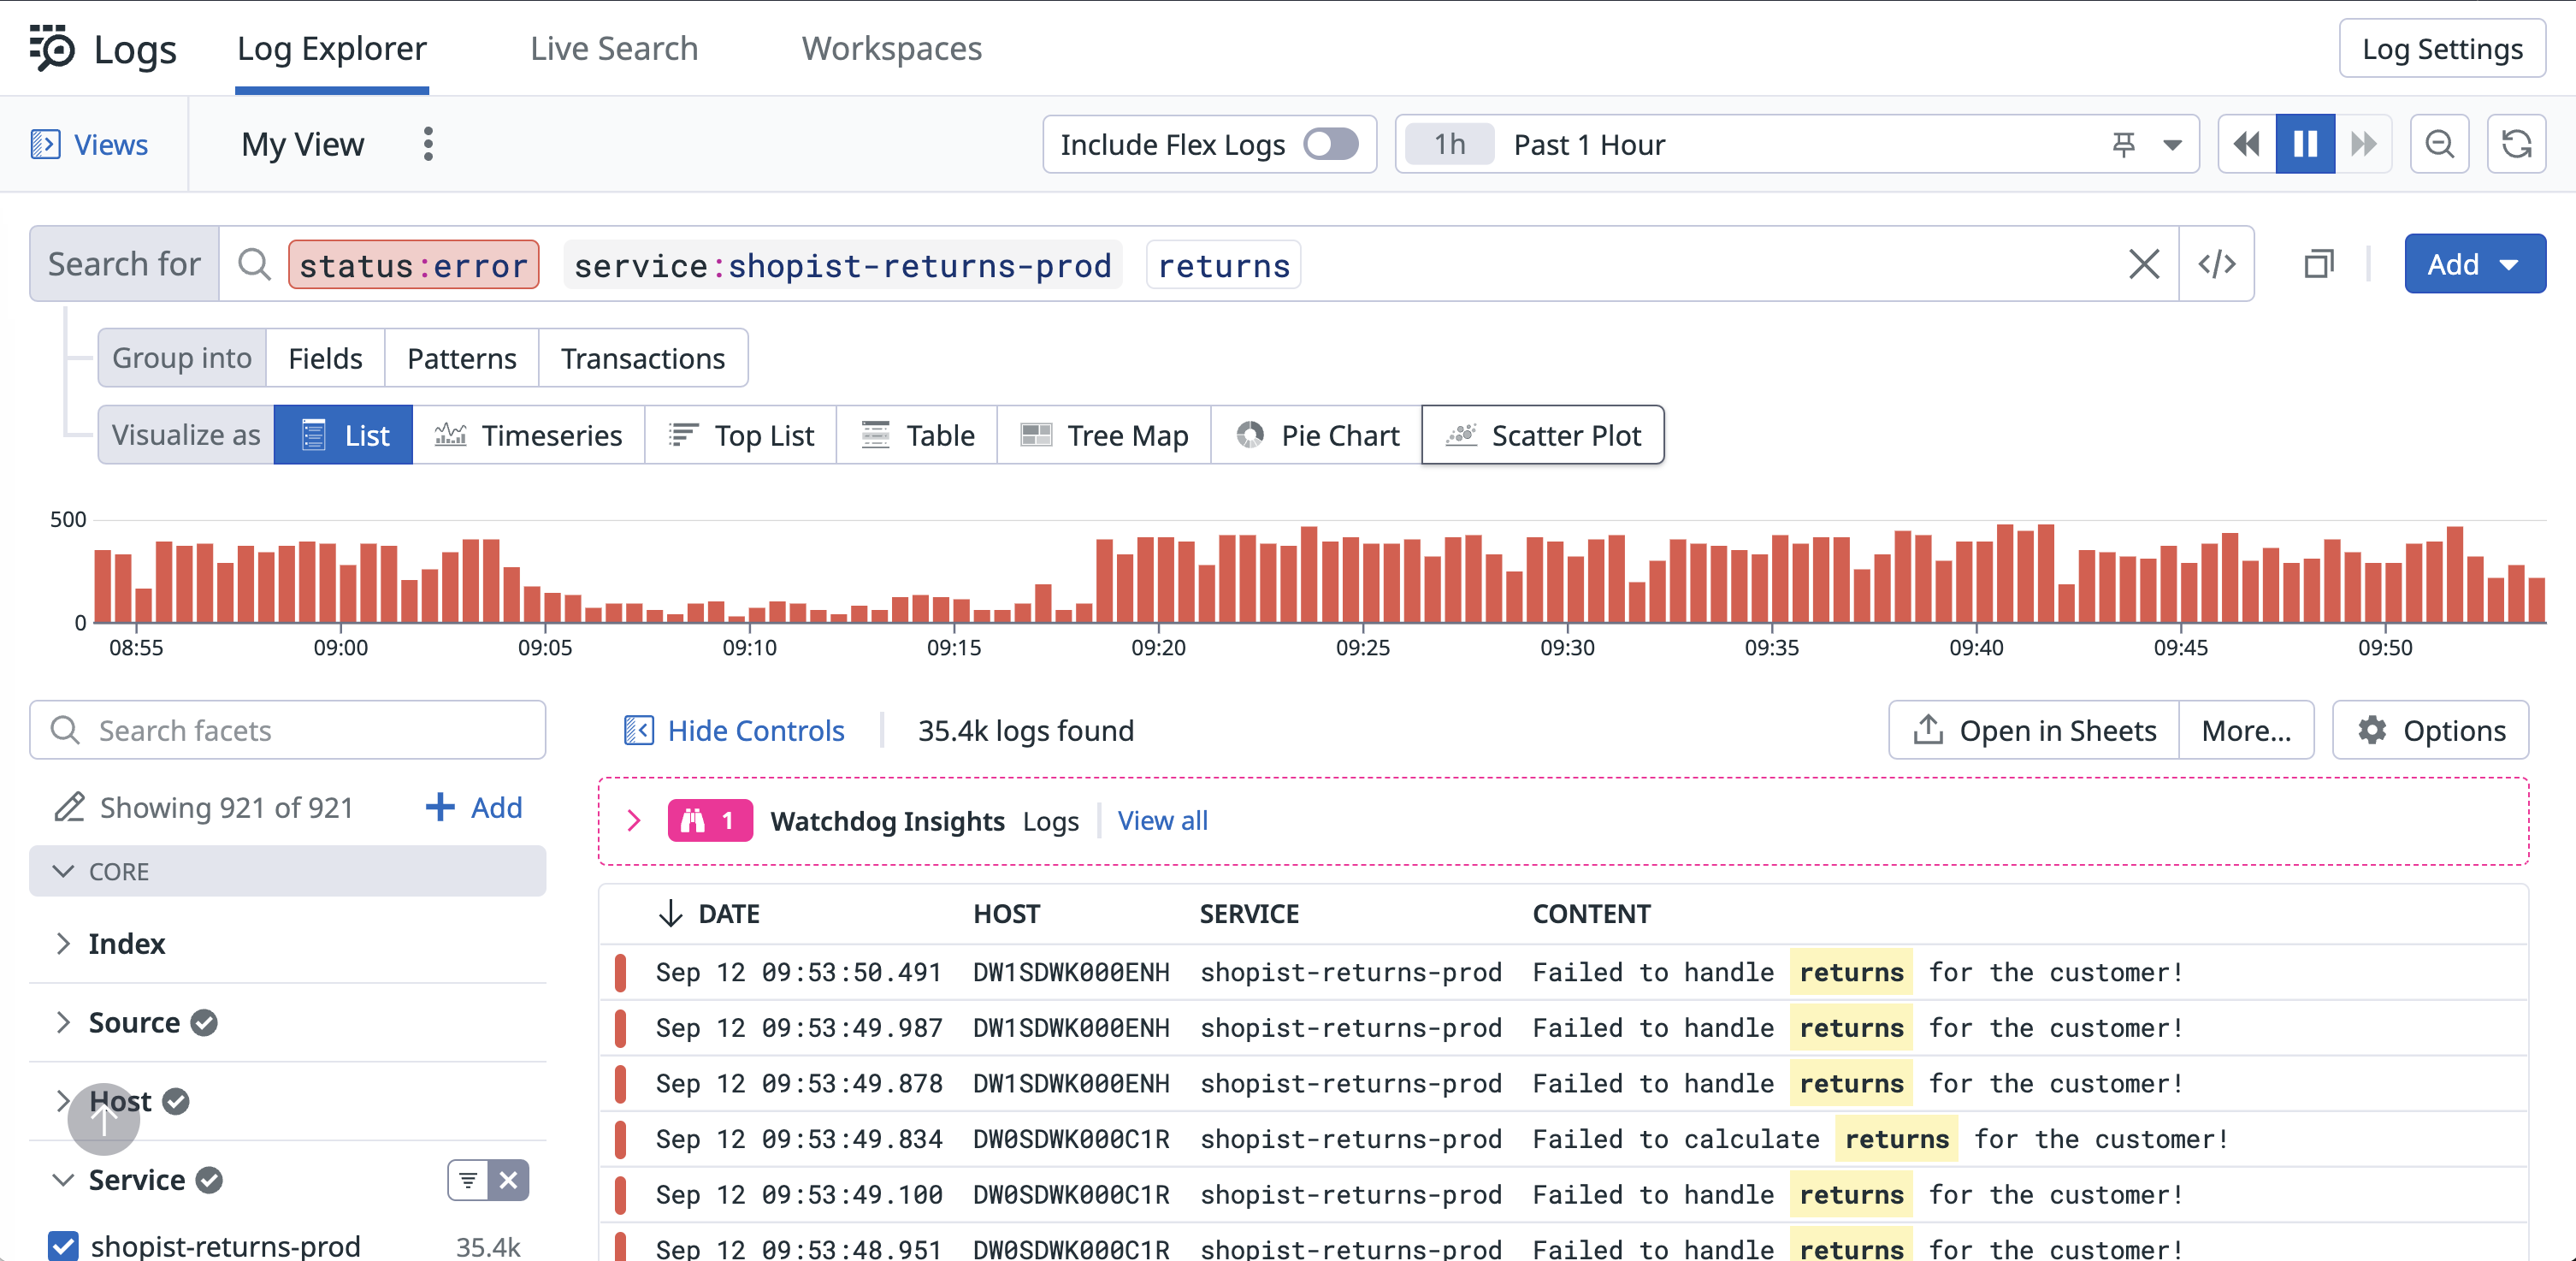 Logs Log Explorer Live Search Workspaces Log Settings
Views My View Include Flex Logs 1h Past 1 Hour
Search for status:error service:shopist-returns-prod returns </> Add
Group into Fields Patterns Transactions
Visualize as List Timeseries Top List Table Tree Map Pie Chart Scatter Plot
500
0
08:55 09:00 09:05 09:10 09:15 09:20 09:25 09:30 09:35 09:40 09:45 09:50
Search facets Hide Controls 35.4k logs found Open in Sheets More... Options
Showing 921 of 921 Add
1 Watchdog Insights Logs View all
CORE
DATE HOST SERVICE CONTENT
Index
Sep 12 09:53:50.491 DW1SDWK000ENH shopist-returns-prod Failed to handle returns for the customer!
Source
Sep 12 09:53:49.987 DW1SDWK000ENH shopist-returns-prod Failed to handle returns for the customer!
Sep 12 09:53:49.878 DW1SDWK000ENH shopist-returns-prod Failed to handle returns for the customer!
Host
Sep 12 09:53:49.834 DW0SDWK000C1R shopist-returns-prod Failed to calculate returns for the customer!
Service
Sep 12 09:53:49.100 DW0SDWK000C1R shopist-returns-prod Failed to handle returns for the customer!
shopist-returns-prod 35.4k
Sep 12 09:53:48.951 DW0SDWK000C1R shopist-returns-prod Failed to handle returns for the customer!